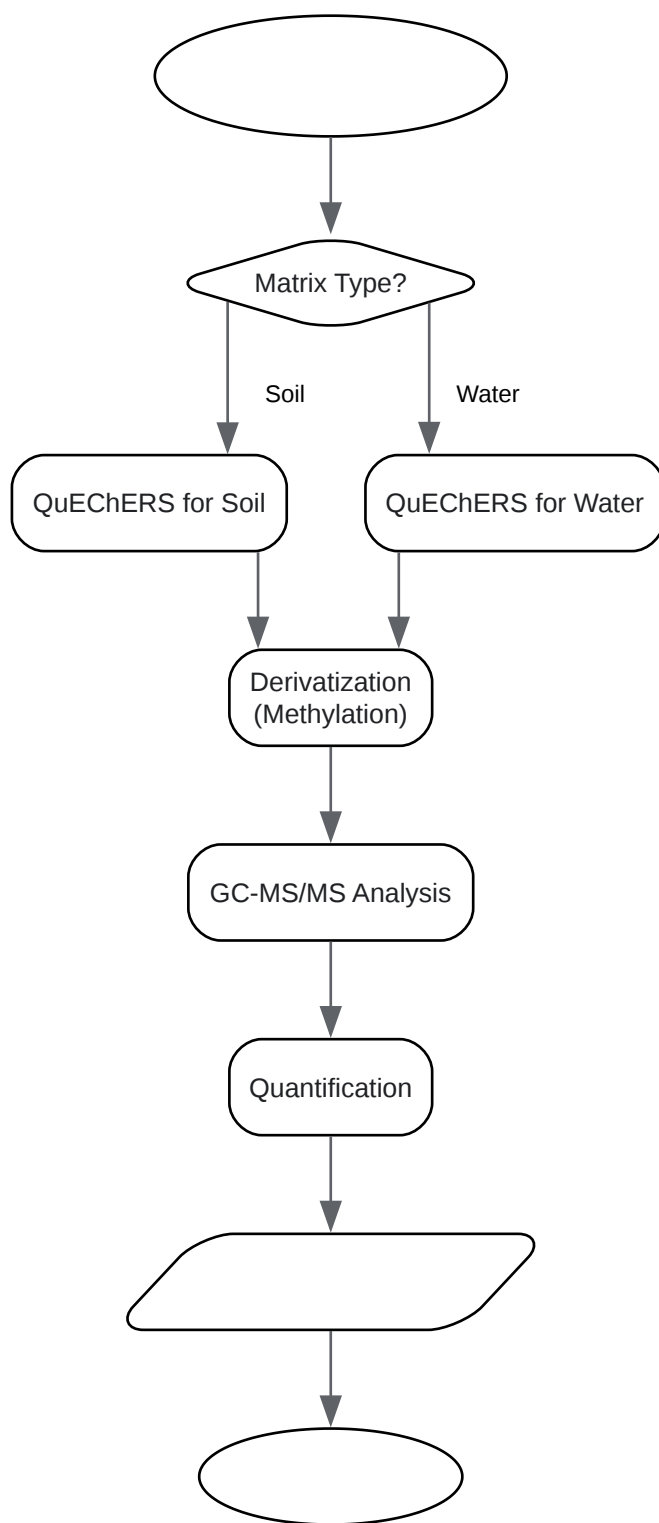 Matrix Type?
Soil
Water
QuEChERS for Soil
QuEChERS for Water
Derivatization
(Methylation)
GC-MS/MS Analysis
Quantification